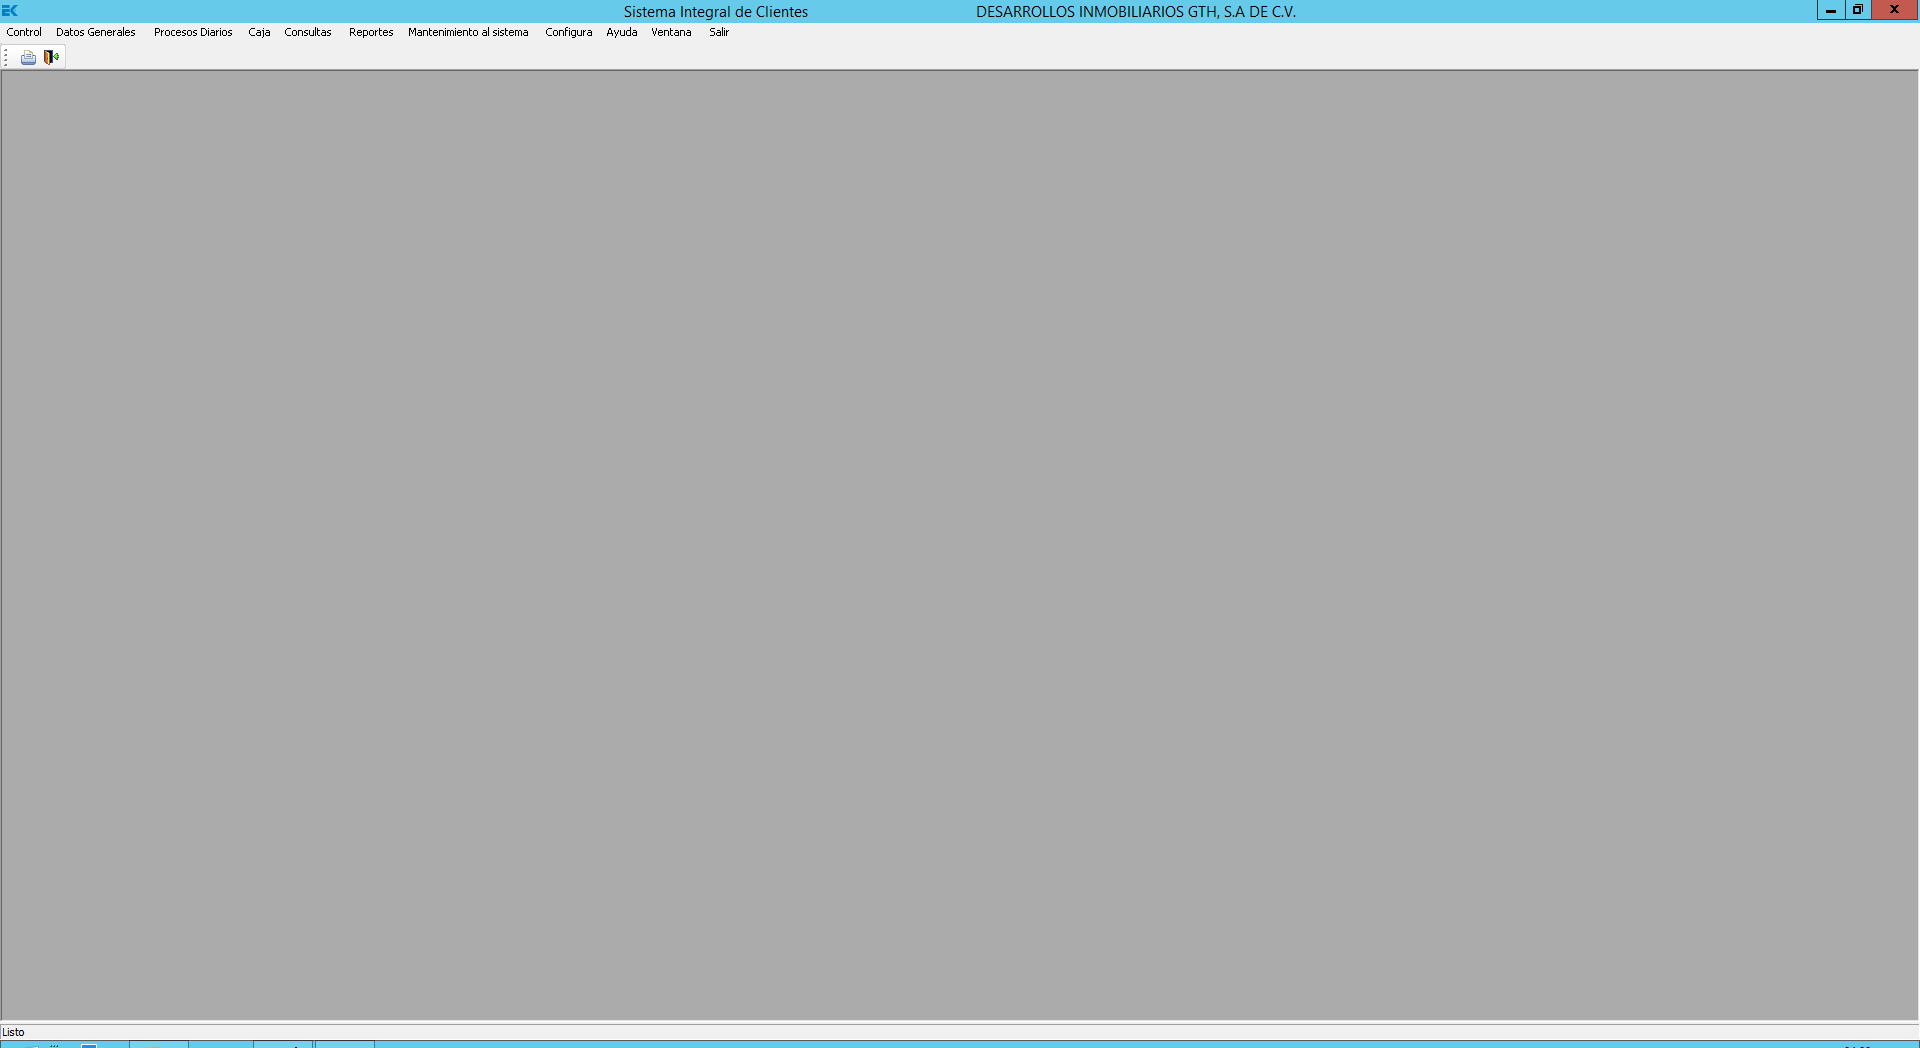 EK Sistema Integral de Clientes DESARROLLOS INMOBILIARIOS GTH, S.A DE C.V.
Control Datos Generales Procesos Diarios Caja Consultas Reportes Mantenimiento al sistema Configura Ayuda Ventana Salir
Listo